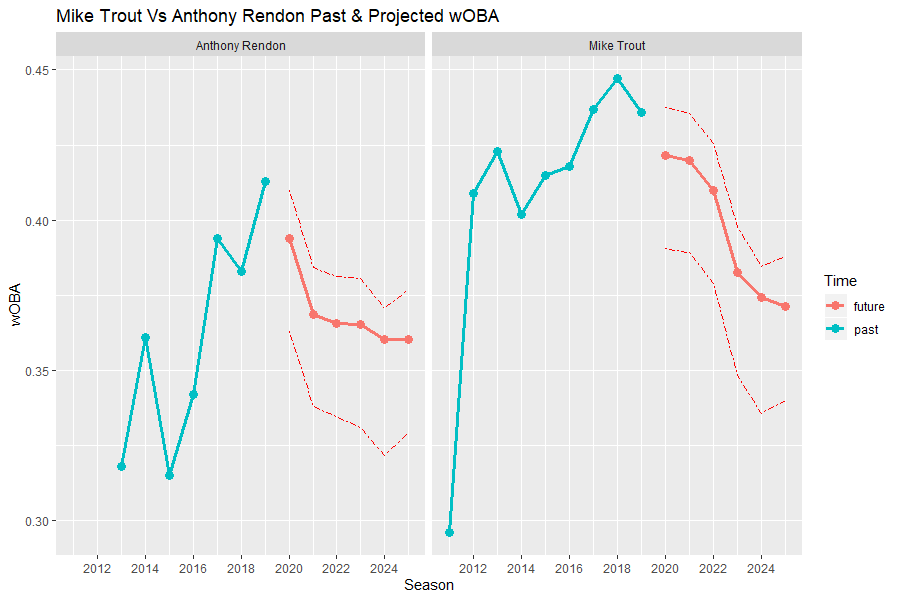 Mike Trout Vs Anthony Rendon Past & Projected wOBA
Anthony Rendon
Mike Trout
0.45
0.40
0.35
0.30
wOBA
2012 2014 2016 2018 2020 2022 2024
2012 2014 2016 2018 2020 2022 2024
Season
Time
future
past